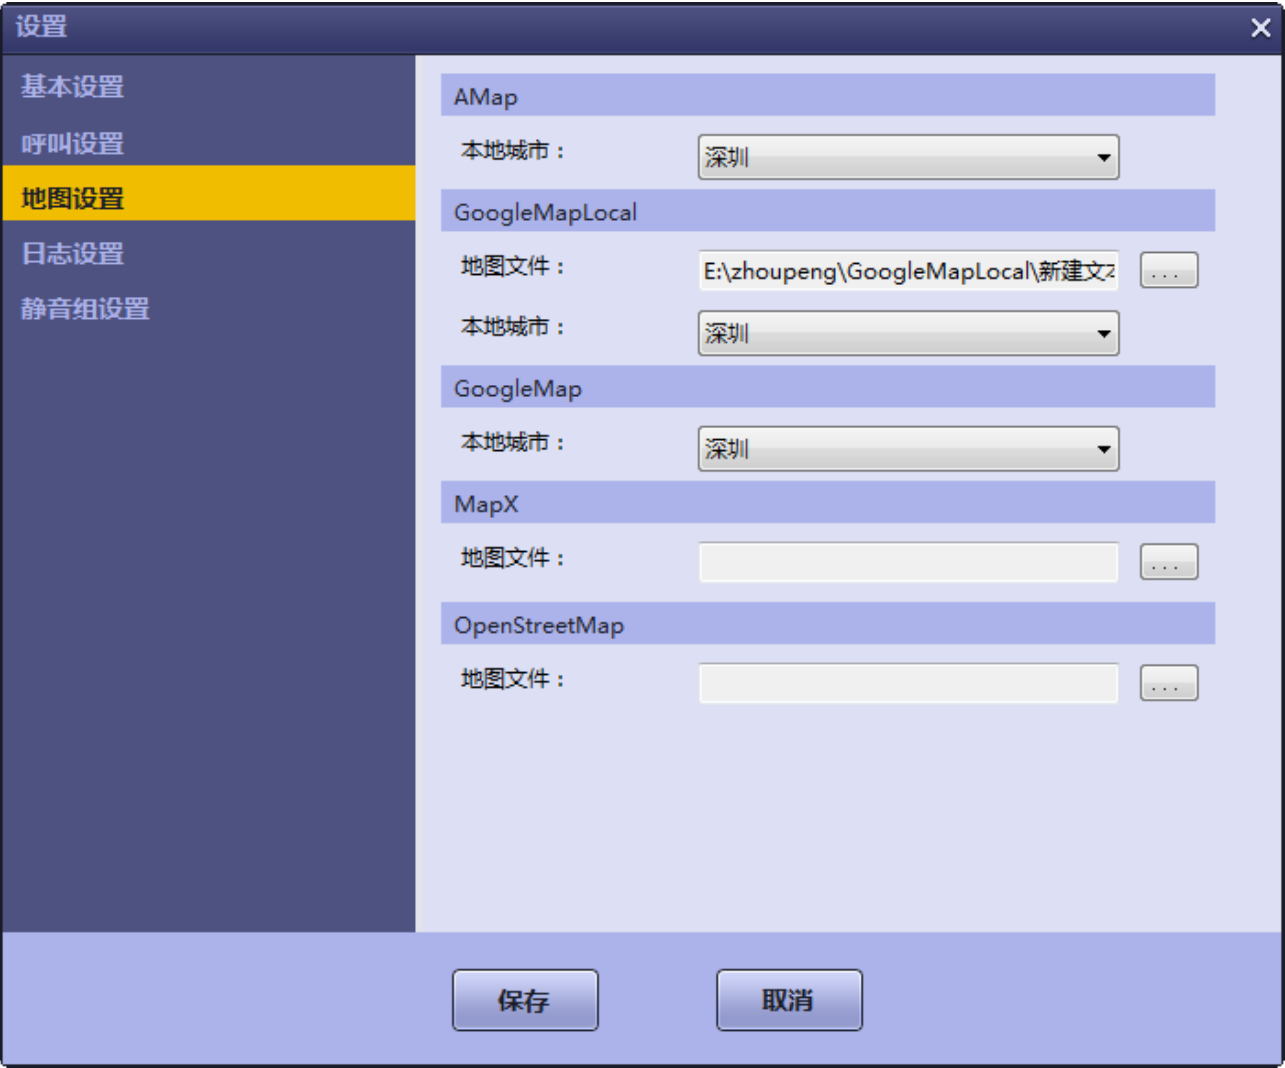 设置
基本设置
呼叫设置
地图设置
日志设置
静音组设置
AMap
本地城市：
深圳
GoogleMapLocal
地图文件：
E:\zhoupeng\GoogleMapLocal\新建文
...
本地城市：
深圳
GoogleMap
本地城市：
深圳
MapX
地图文件：
...
OpenStreetMap
地图文件：
...
保存
取消